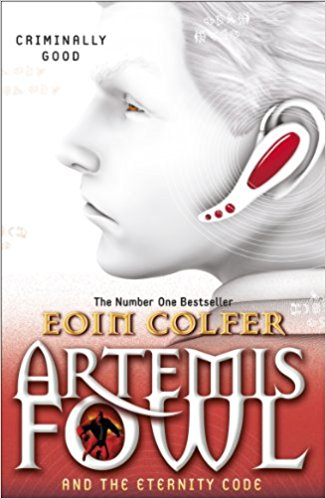 CRIMINALLY
GOOD
The Number One Bestseller
EOIN COLFER
ARTEMIS
FOWL
AND THE ETERNITY CODE